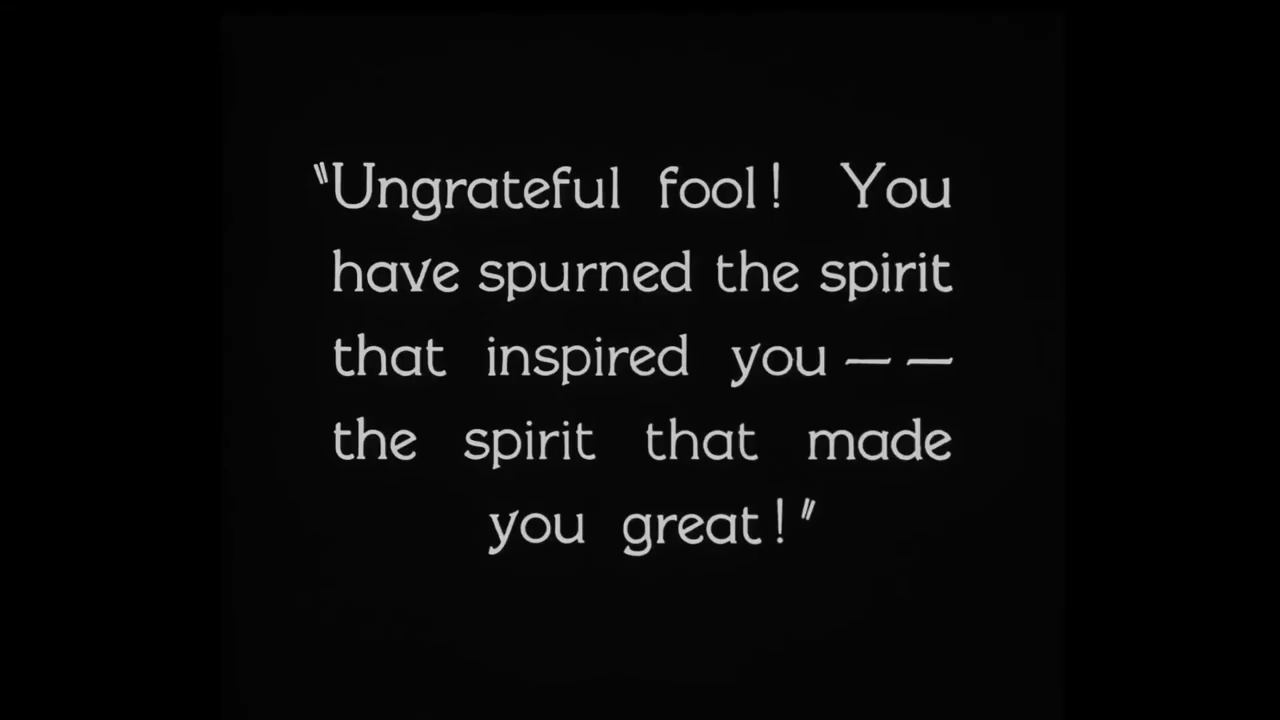 "Ungrateful fool! You
have spurned the spirit
that inspired you — —
the spirit that made
you great!"